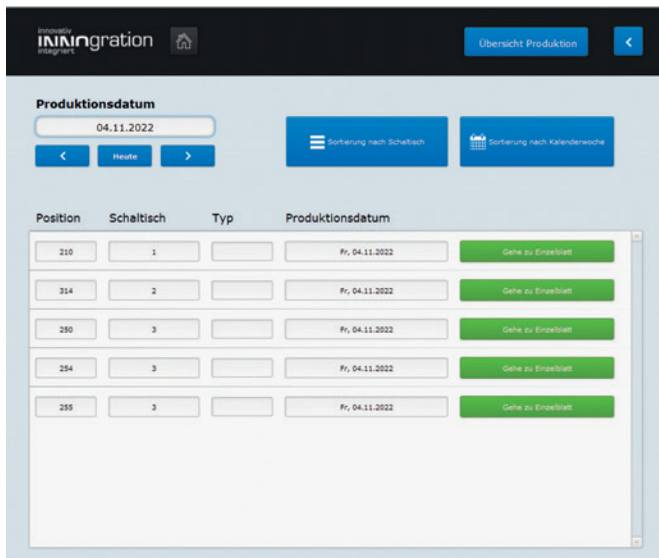 innovativ
INNINgration
integriert
Übersicht Produktion
Produktionsdatum
04.11.2022
Heute
Sortierung nach Schaltisch
Sortierung nach Kalenderwoche
Position Schaltisch Typ Produktionsdatum
210 1 Fr, 04.11.2022 Gehe zu Einzelblatt
314 2 Fr, 04.11.2022 Gehe zu Einzelblatt
250 3 Fr, 04.11.2022 Gehe zu Einzelblatt
254 3 Fr, 04.11.2022 Gehe zu Einzelblatt
255 3 Fr, 04.11.2022 Gehe zu Einzelblatt